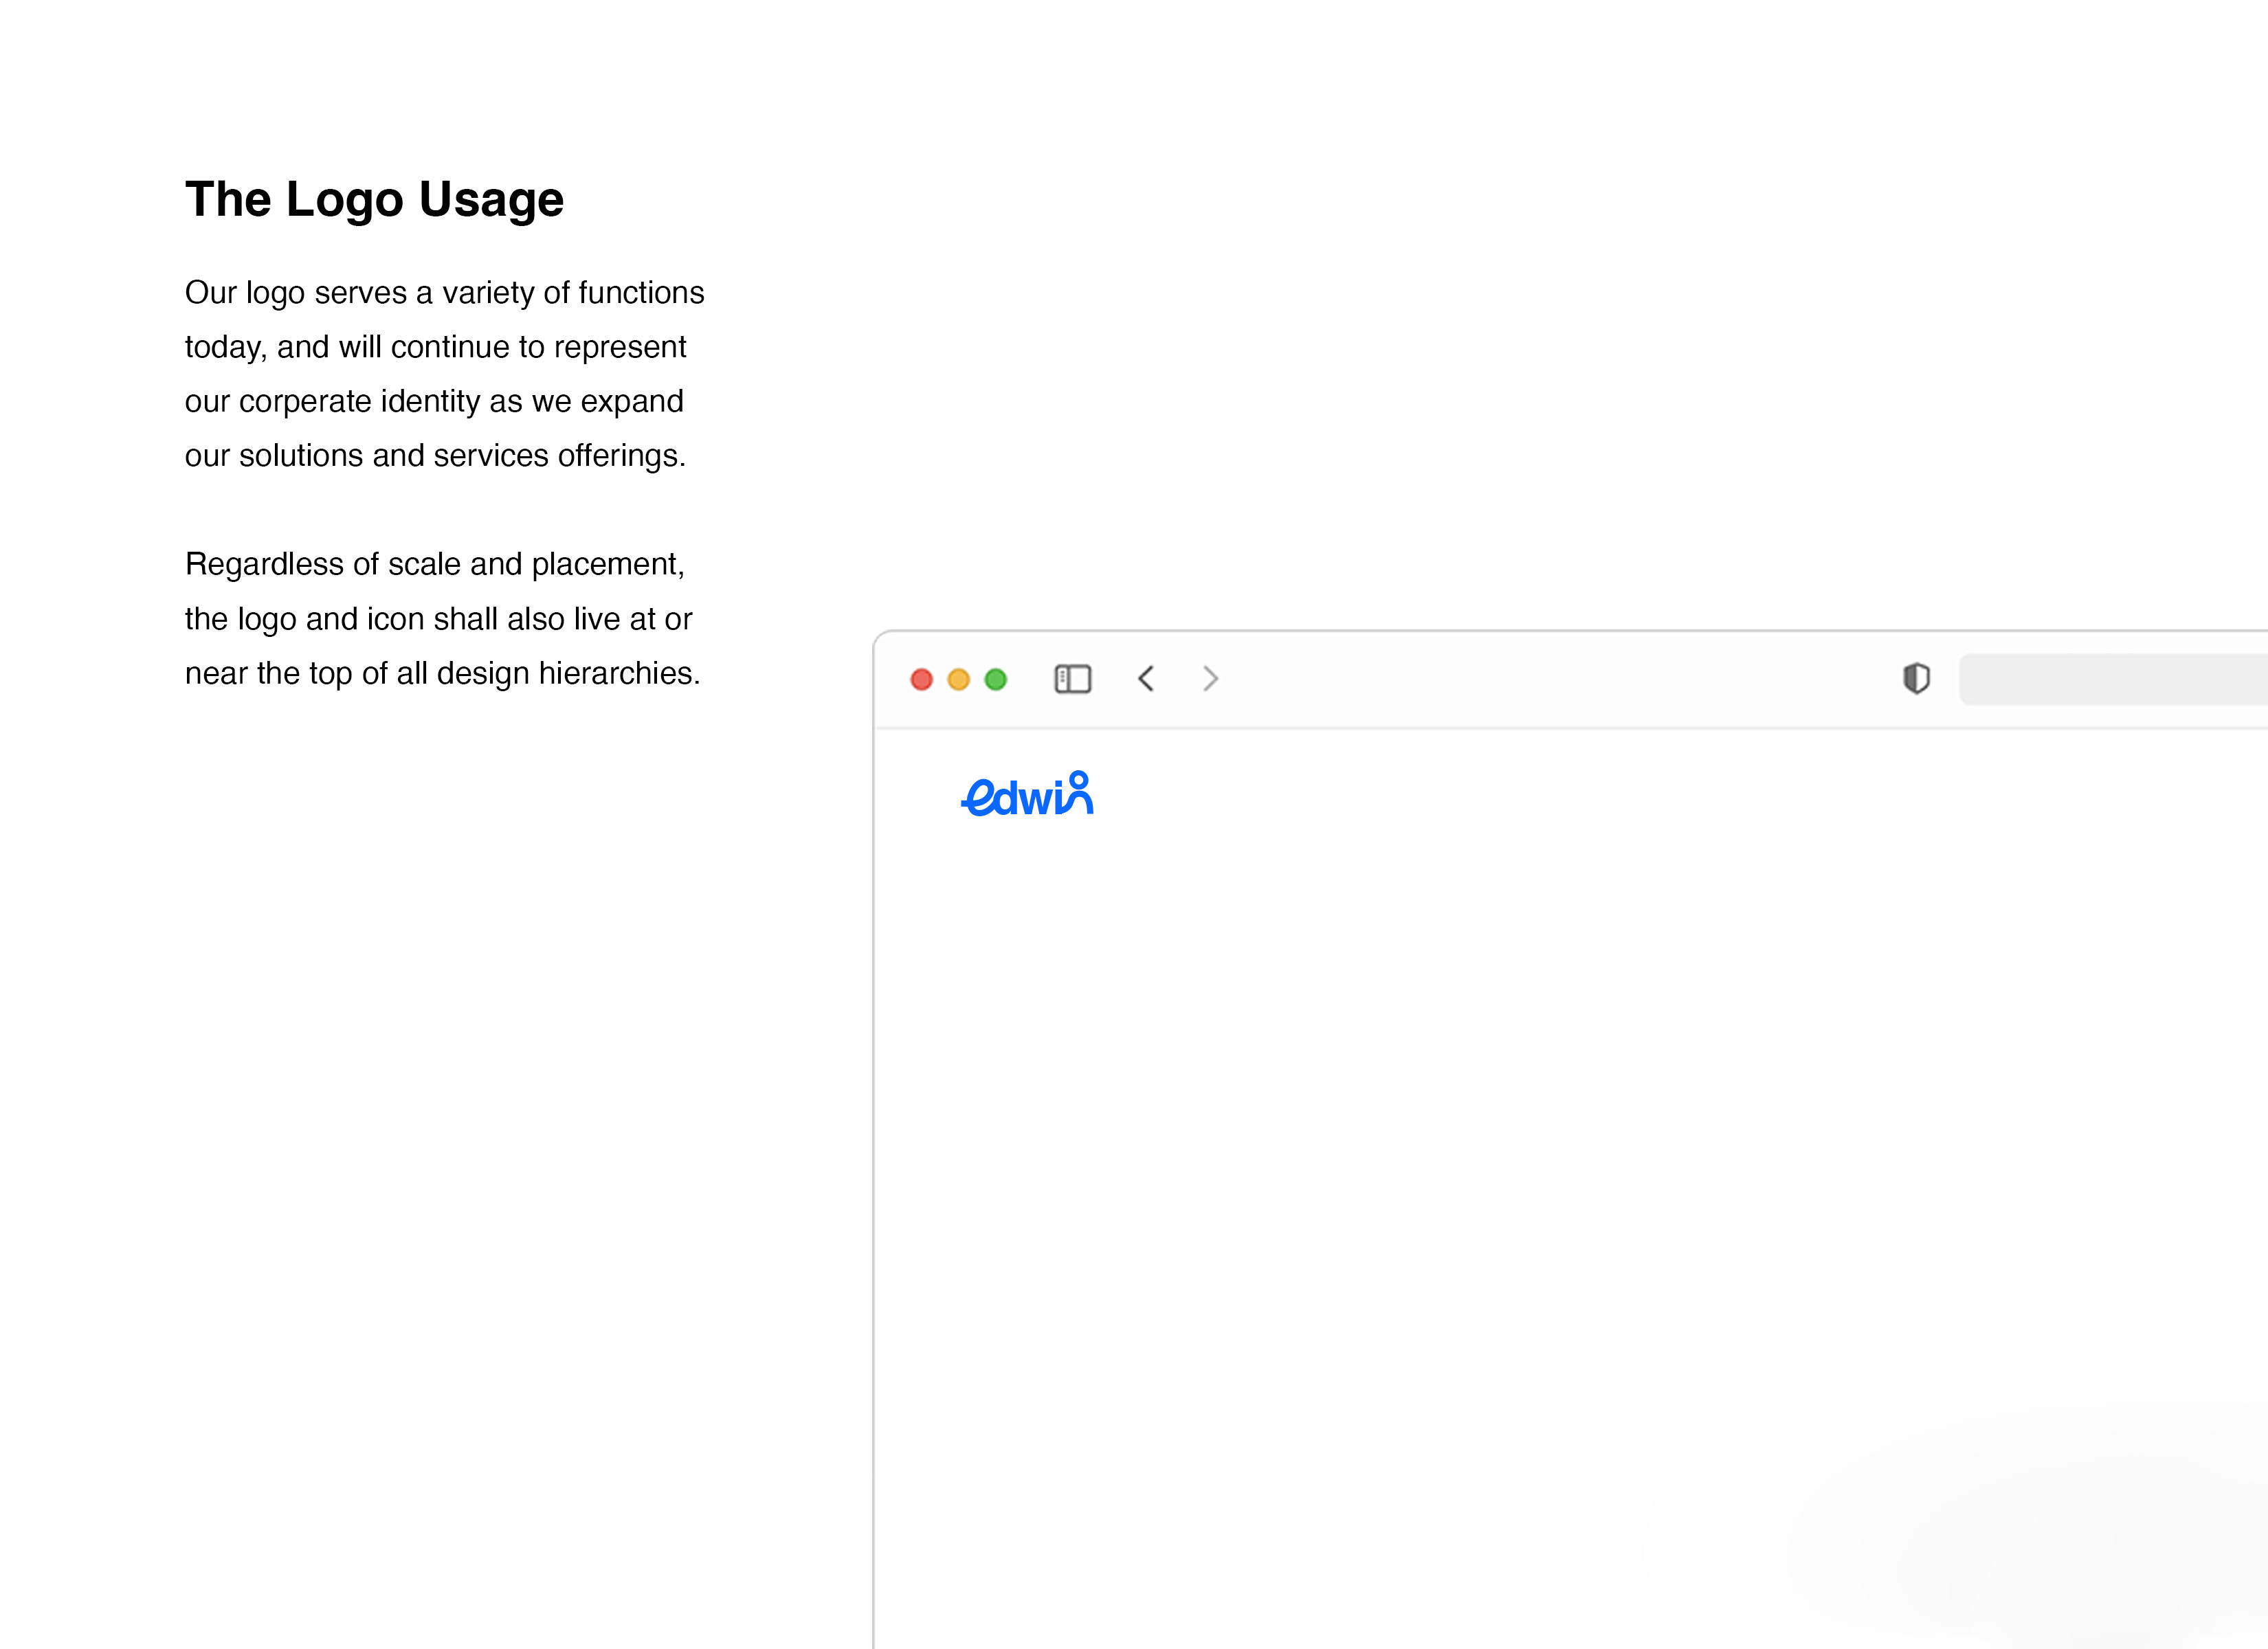 The Logo Usage
Our logo serves a variety of functions
today, and will continue to represent
our corperate identity as we expand
our solutions and services offerings.
Regardless of scale and placement,
the logo and icon shall also live at or
near the top of all design hierarchies.
edwin